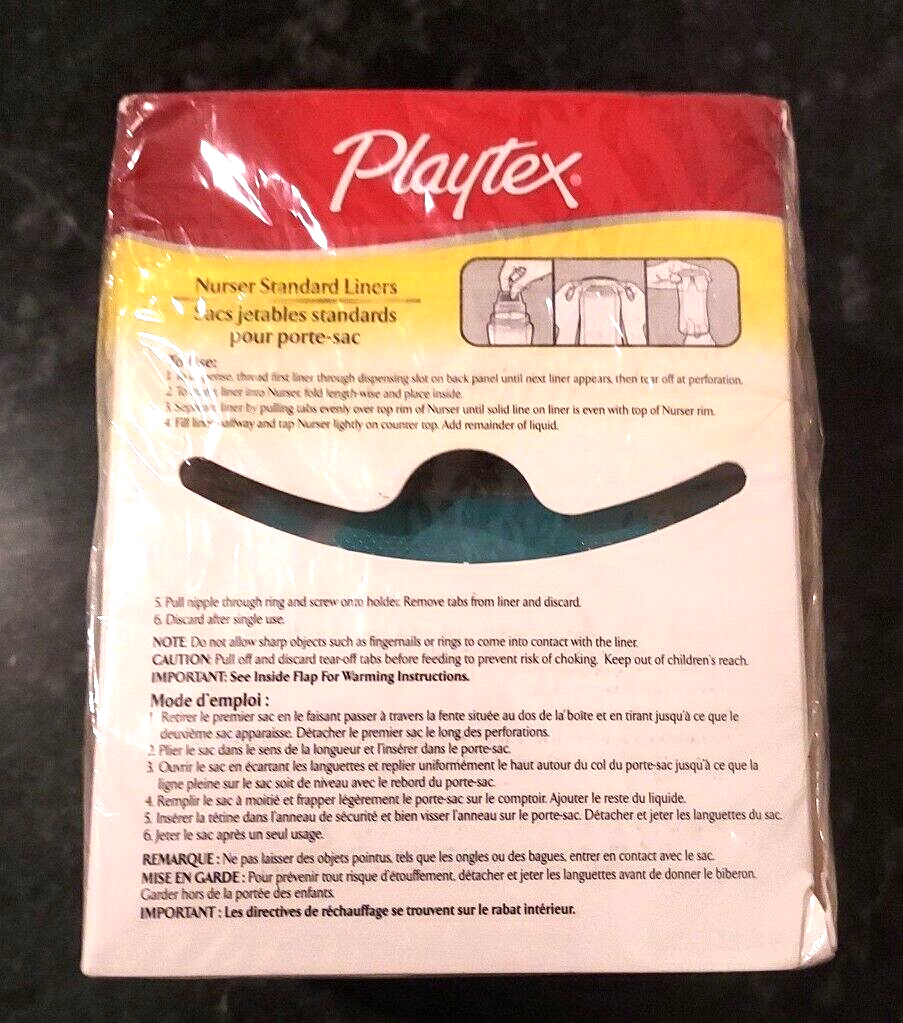 Playtex
Nurser Standard Liners
Sacs jetables standards
pour porte-sac
To Use:
1. dispense, thread first liner through dispensing slot on back panel until next liner appears, then tear off at perforation.
2. To liner into Nurser, fold length-wise and place inside.
3. Separate liner by pulling tabs evenly over top rim of Nurser until solid line on liner is even with top of Nurser rim.
4. Fill liner halfway and tap Nurser lightly on counter top. Add remainder of liquid.
5. Pull nipple through ring and screw onto holder. Remove tabs from liner and discard.
6. Discard after single use.
NOTE: Do not allow sharp objects such as fingernails or rings to come into contact with the liner.
CAUTION: Pull off and discard tear-off tabs before feeding to prevent risk of choking. Keep out of children's reach.
IMPORTANT: See Inside Flap For Warming Instructions.
Mode d'emploi :
1. Retirer le premier sac en le faisant passer à travers la fente située au dos de la boîte et en tirant jusqu'à ce que le
deuxième sac apparaisse. Détacher le premier sac le long des perforations.
2. Plier le sac dans le sens de la longueur et l'insérer dans le porte-sac.
3. Ouvrir le sac en écartant les languettes et replier uniformément le haut autour du col du porte-sac jusqu'à ce que la
ligne pleine sur le sac soit de niveau avec le rebord du porte-sac.
4. Remplir le sac à moitié et frapper légèrement le porte-sac sur le comptoir. Ajouter le reste du liquide.
5. Insérer la tétine dans l'anneau de sécurité et bien visser l'anneau sur le porte-sac. Détacher et jeter les languettes du sac.
6. Jeter le sac après un seul usage.
REMARQUE : Ne pas laisser des objets pointus, tels que les ongles ou des bagues, entrer en contact avec le sac.
MISE EN GARDE : Pour prévenir tout risque d'étouffement, détacher et jeter les languettes avant de donner le biberon.
Garder hors de la portée des enfants.
IMPORTANT : Les directives de réchauffage se trouvent sur le rabat intérieur.